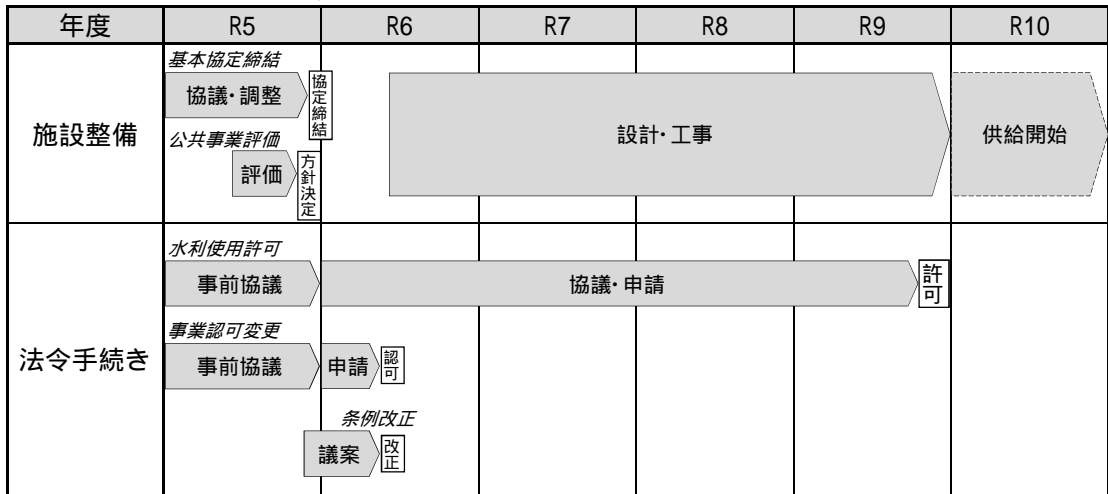 年度 R5 R6 R7 R8 R9 R10
施設整備
基本協定締結
協議・調整
協定締結
公共事業評価
評価
方針決定
設計・工事
供給開始
法令手続き
水利使用許可
事前協議
協議・申請
許可
事業認可変更
事前協議
申請
認可
条例改正
議案
改正